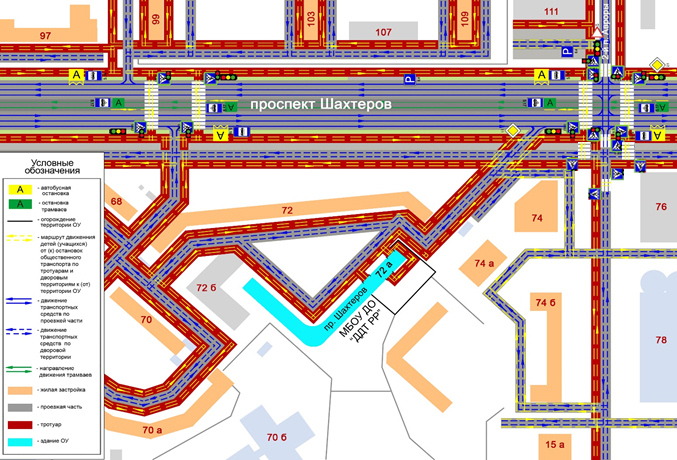 97
99
103
107
109
111
б-р Авроры
А
А
А
А
проспект Шахтеров
Условные
обозначения
А - автобусная
остановка
А - остановка
трамваев
- огорождение
территории ОУ
- маршрут движения
детей (учащихся)
от (к) остановок
общественного
транспорта по
тротуарам и
дворовым
территориям к (от)
территории ОУ
- движение
транспортных
средств по
проезжей части
- движение
транспортных
средств по
дворовой
территории
- направление
движения трамваев
- жилая застройка
- проезжая часть
- тротуар
- здание ОУ
68
72
74
76
72 б
72 а
74 а
70
74 б
78
пр. Шахтеров
МБОУ ДО
"ДДТ РР"
70 а
70 б
15 а